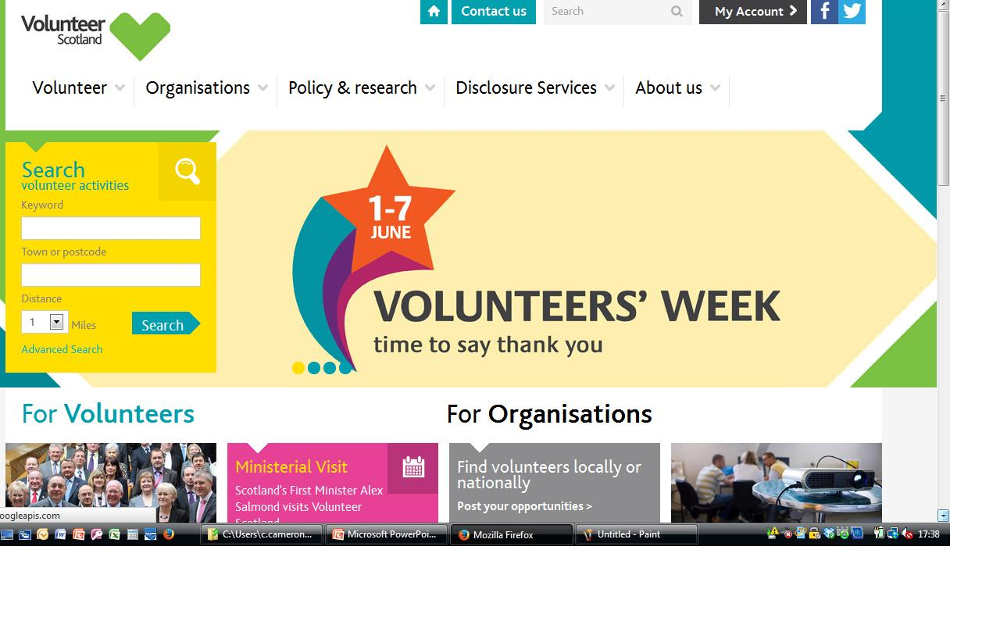 Volunteer
Scotland
Contact us
Search
My Account
Volunteer
Organisations
Policy & research
Disclosure Services
About us
Search
volunteer activities
Keyword
Town or postcode
Distance
1
Miles
Search
Advanced Search
1-7
JUNE
VOLUNTEERS' WEEK
time to say thank you
For Volunteers
For Organisations
Ministerial Visit
Scotland's First Minister Alex
Salmond visits Volunteer
Scotland
Find volunteers locally or
nationally
Post your opportunities >
oogleapis.com
C:\Users\c.cameron...
Microsoft PowerPoi...
Mozilla Firefox
Untitled - Paint
17:38